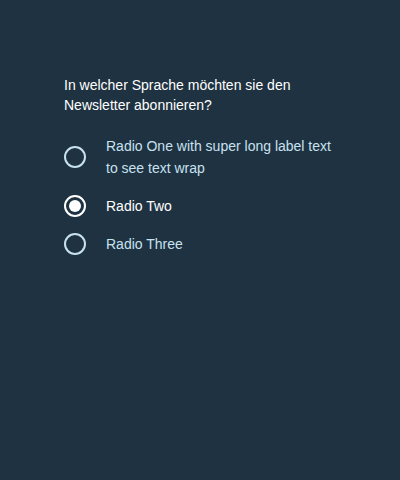 In welcher Sprache möchten sie den
Newsletter abonnieren?
Radio One with super long label text
to see text wrap
Radio Two
Radio Three